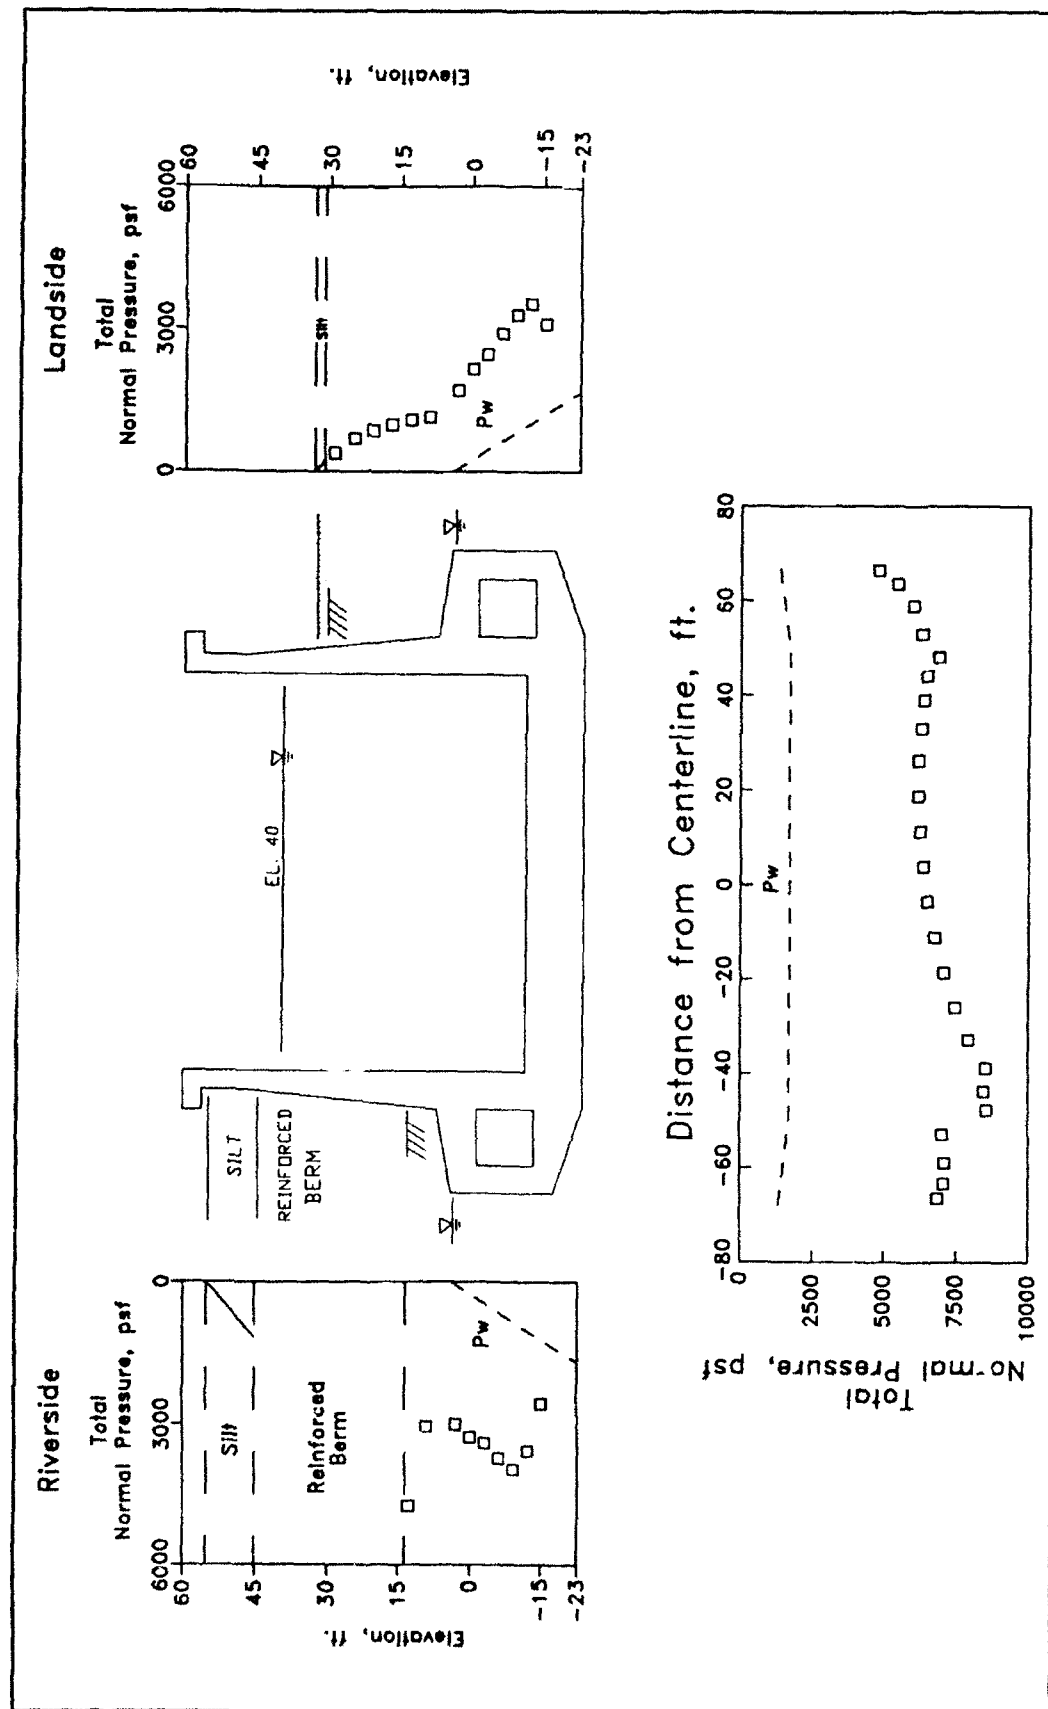 Riverside
Total
Normal Pressure, psf
6000
3000
0
60
45
30
15
0
-15
-23
Elevation, ft.
Silt
Reinforced
Berm
Pw
SILT
REINFORCED
BERM
EL. 40
Landside
Total
Normal Pressure, psf
0
3000
6000
60
45
30
15
0
-15
-23
Elevation, ft.
Silt
Pw
Distance from Centerline, ft.
-80
-60
-40
-20
0
20
40
60
80
0
2500
5000
7500
10000
Total
Normal Pressure, psf
Pw